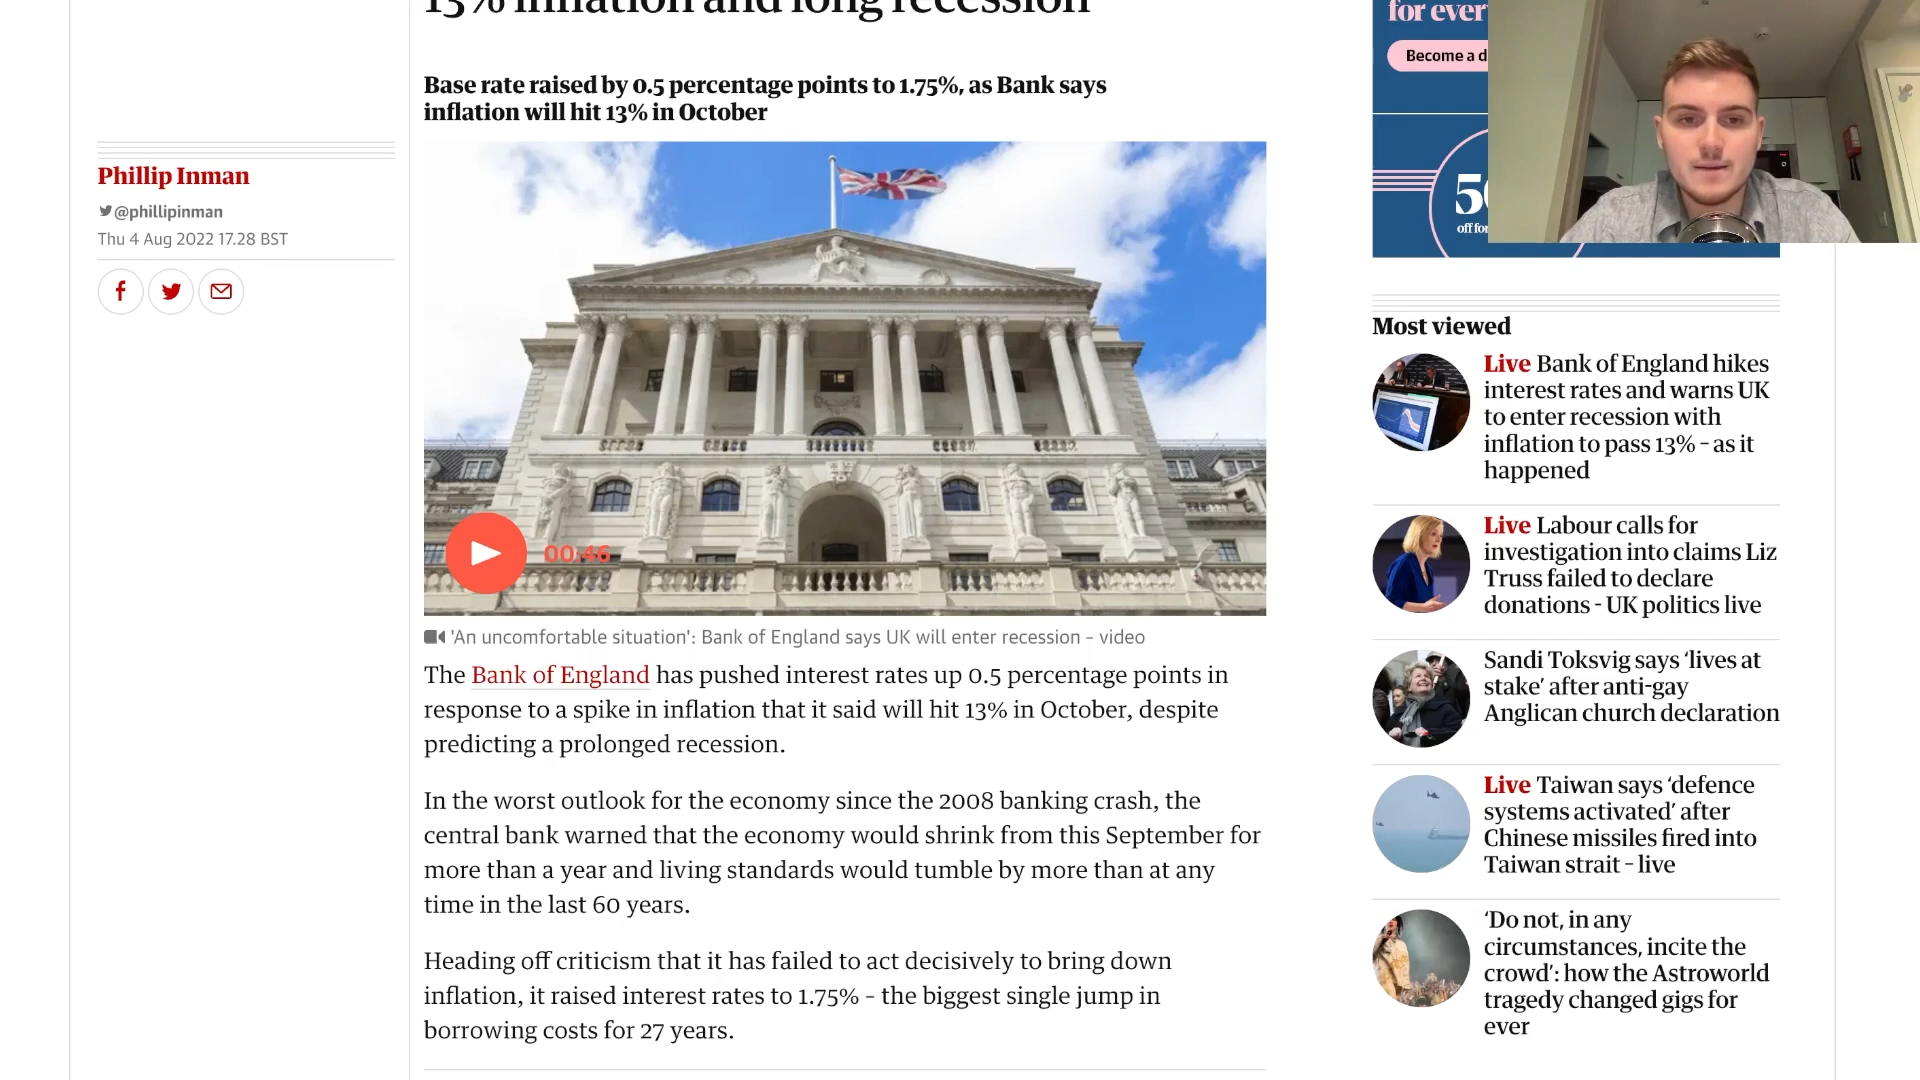 13% inflation and long recession
Base rate raised by 0.5 percentage points to 1.75%, as Bank says
inflation will hit 13% in October
Phillip Inman
@phillipinman
Thu 4 Aug 2022 17.28 BST
00:46
'An uncomfortable situation': Bank of England says UK will enter recession – video
The Bank of England has pushed interest rates up 0.5 percentage points in
response to a spike in inflation that it said will hit 13% in October, despite
predicting a prolonged recession.
In the worst outlook for the economy since the 2008 banking crash, the
central bank warned that the economy would shrink from this September for
more than a year and living standards would tumble by more than at any
time in the last 60 years.
Heading off criticism that it has failed to act decisively to bring down
inflation, it raised interest rates to 1.75% – the biggest single jump in
borrowing costs for 27 years.
for ever
Become a d
5
off for
Most viewed
Live Bank of England hikes
interest rates and warns UK
to enter recession with
inflation to pass 13% – as it
happened
Live Labour calls for
investigation into claims Liz
Truss failed to declare
donations - UK politics live
Sandi Toksvig says ‘lives at
stake’ after anti-gay
Anglican church declaration
Live Taiwan says ‘defence
systems activated’ after
Chinese missiles fired into
Taiwan strait – live
‘Do not, in any
circumstances, incite the
crowd’: how the Astroworld
tragedy changed gigs for
ever